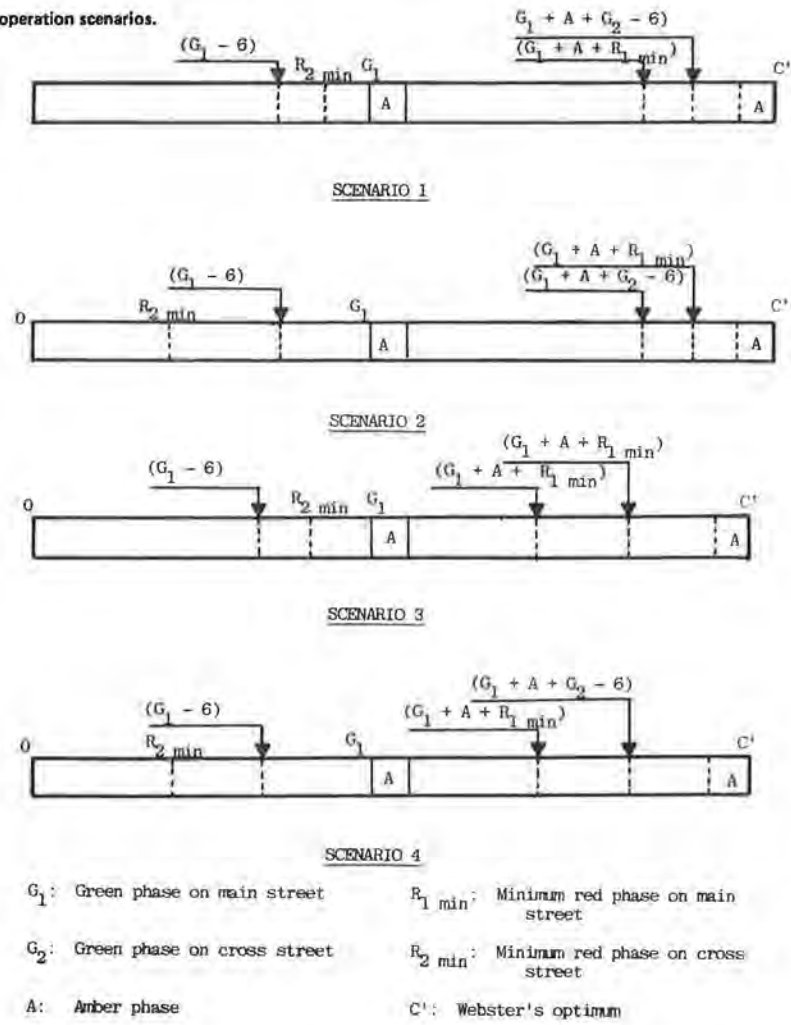 operation scenarios.
(G₁ - 6)
R₂ min G₁
G₁ + A + G₂ - 6)
(G₁ + A + R₁ min)
C'
A
A
SCENARIO 1
(G₁ + A + R₁ min)
(G₁ - 6)
(G₁ + A + G₂ - 6)
0
R₂ min
G₁
C'
A
A
SCENARIO 2
(G₁ + A + R₁ min)
(G₁ - 6)
(G₁ + A + R₁ min)
0
R₂ min G₁
C'
A
A
SCENARIO 3
(G₁ + A + G₂ - 6)
(G₁ - 6)
(G₁ + A + R₁ min)
0
R₂ min
G₁
C'
A
A
SCENARIO 4
G₁: Green phase on main street
R₁ min: Minimum red phase on main
street
G₂: Green phase on cross street
R₂ min: Minimum red phase on cross
street
A: Amber phase
C': Webster's optimum